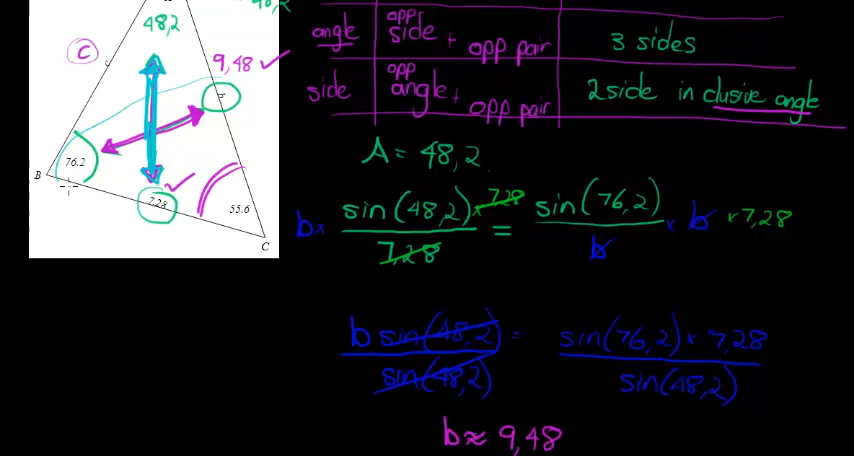 48,2
C
9,48
76.2
B
7.28
55.6
C
angle opp side + opp pair 3 sides
side opp angle + opp pair 2 side in clusive angle
A = 48,2
b × sin(48,2) × 7,28 / 7,28 = sin(76,2) / b × b × 7,28
b sin(48,2) / sin(48,2) = sin(76,2) × 7,28 / sin(48,2)
b ≈ 9,48